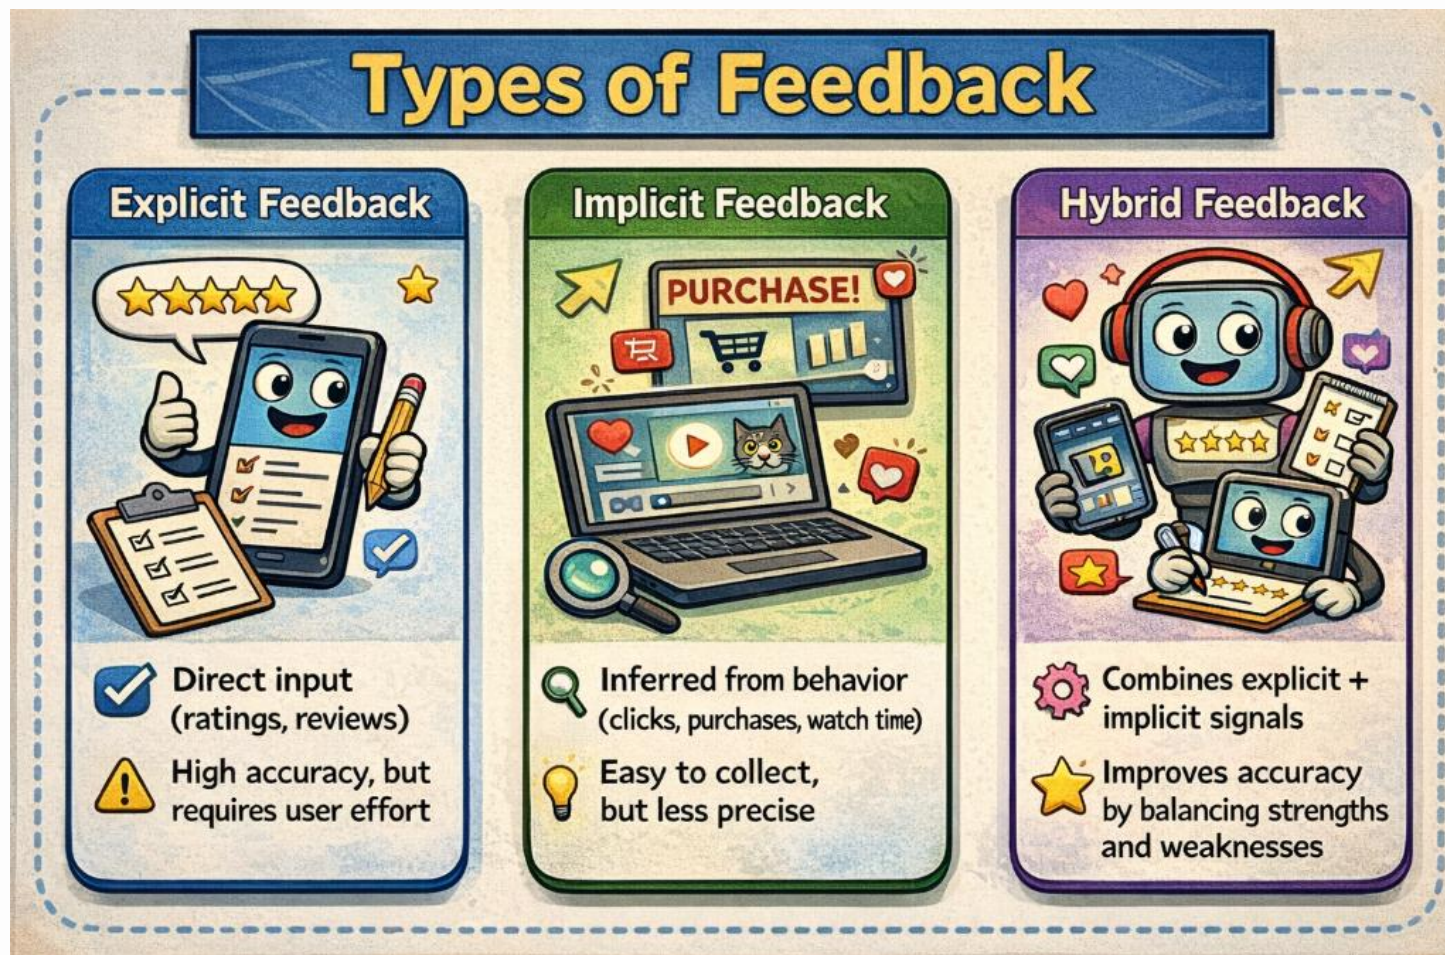 Types of Feedback
Explicit Feedback
Direct input
(ratings, reviews)
High accuracy, but
requires user effort
Implicit Feedback
PURCHASE!
Inferred from behavior
(clicks, purchases, watch time)
Easy to collect,
but less precise
Hybrid Feedback
Combines explicit +
implicit signals
Improves accuracy
by balancing strengths
and weaknesses